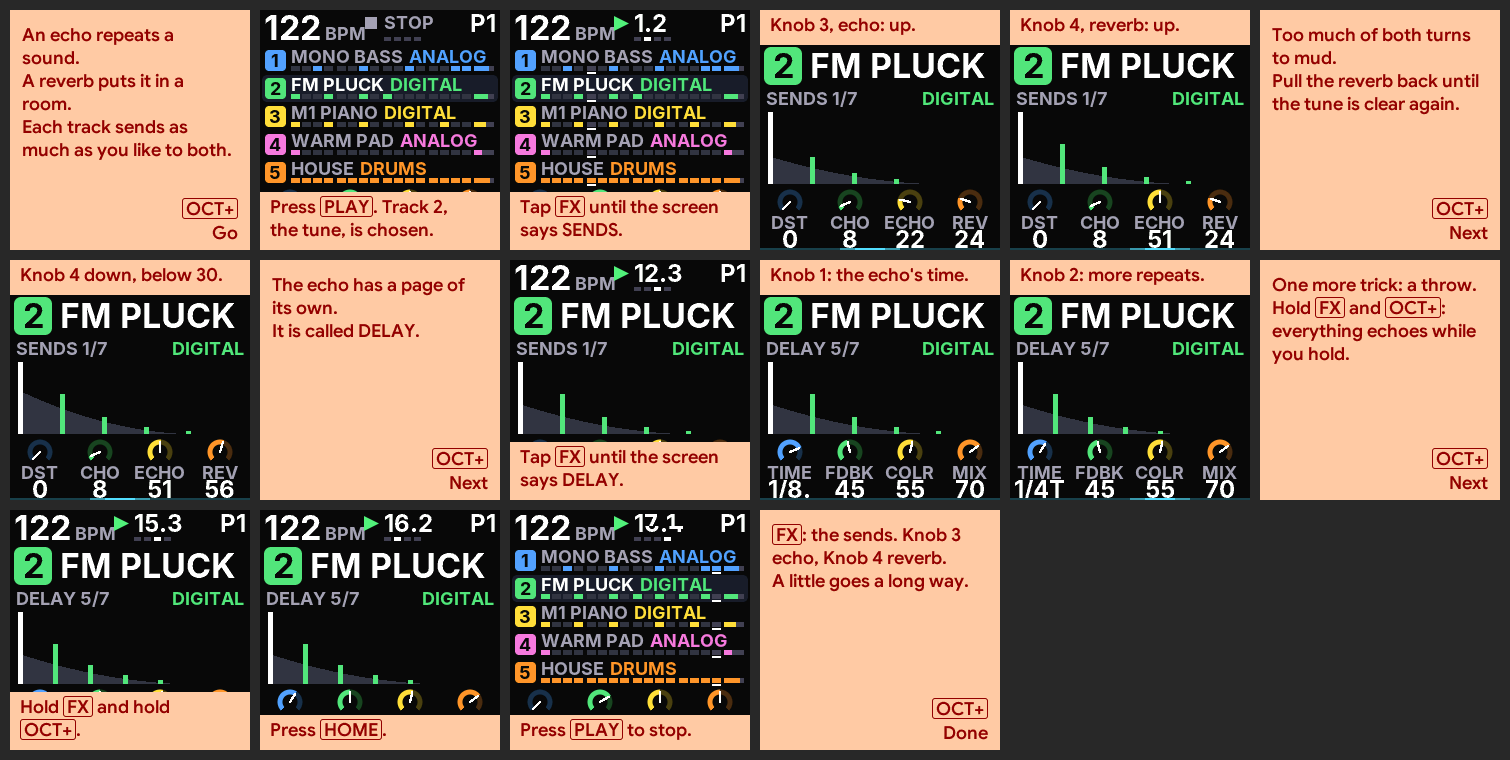 An echo repeats a
sound.
A reverb puts it in a
room.
Each track sends as
much as you like to both.
OCT+
Go
122 BPM STOP P1
1 MONO BASS ANALOG
2 FM PLUCK DIGITAL
3 M1 PIANO DIGITAL
4 WARM PAD ANALOG
5 HOUSE DRUMS
Press PLAY. Track 2,
the tune, is chosen.
122 BPM 1.2 P1
1 MONO BASS ANALOG
2 FM PLUCK DIGITAL
3 M1 PIANO DIGITAL
4 WARM PAD ANALOG
5 HOUSE DRUMS
Tap FX until the screen
says SENDS.
Knob 3, echo: up.
2 FM PLUCK
SENDS 1/7 DIGITAL
DST CHO ECHO REV
0 8 22 24
Knob 4, reverb: up.
2 FM PLUCK
SENDS 1/7 DIGITAL
DST CHO ECHO REV
0 8 51 24
Too much of both turns
to mud.
Pull the reverb back until
the tune is clear again.
OCT+
Next
Knob 4 down, below 30.
2 FM PLUCK
SENDS 1/7 DIGITAL
DST CHO ECHO REV
0 8 51 56
The echo has a page of
its own.
It is called DELAY.
OCT+
Next
122 BPM 12.3 P1
2 FM PLUCK
SENDS 1/7 DIGITAL
Tap FX until the screen
says DELAY.
Knob 1: the echo's time.
2 FM PLUCK
DELAY 5/7 DIGITAL
TIME FDBK COLR MIX
1/8. 45 55 70
Knob 2: more repeats.
2 FM PLUCK
DELAY 5/7 DIGITAL
TIME FDBK COLR MIX
1/4T 45 55 70
One more trick: a throw.
Hold FX and OCT+:
everything echoes while
you hold.
OCT+
Next
122 BPM 15.3 P1
2 FM PLUCK
DELAY 5/7 DIGITAL
Hold FX and hold
OCT+.
122 BPM 16.2 P1
2 FM PLUCK
DELAY 5/7 DIGITAL
Press HOME.
122 BPM P1
1 MONO BASS ANALOG
2 FM PLUCK DIGITAL
3 M1 PIANO DIGITAL
4 WARM PAD ANALOG
5 HOUSE DRUMS
Press PLAY to stop.
FX: the sends. Knob 3
echo, Knob 4 reverb.
A little goes a long way.
OCT+
Done